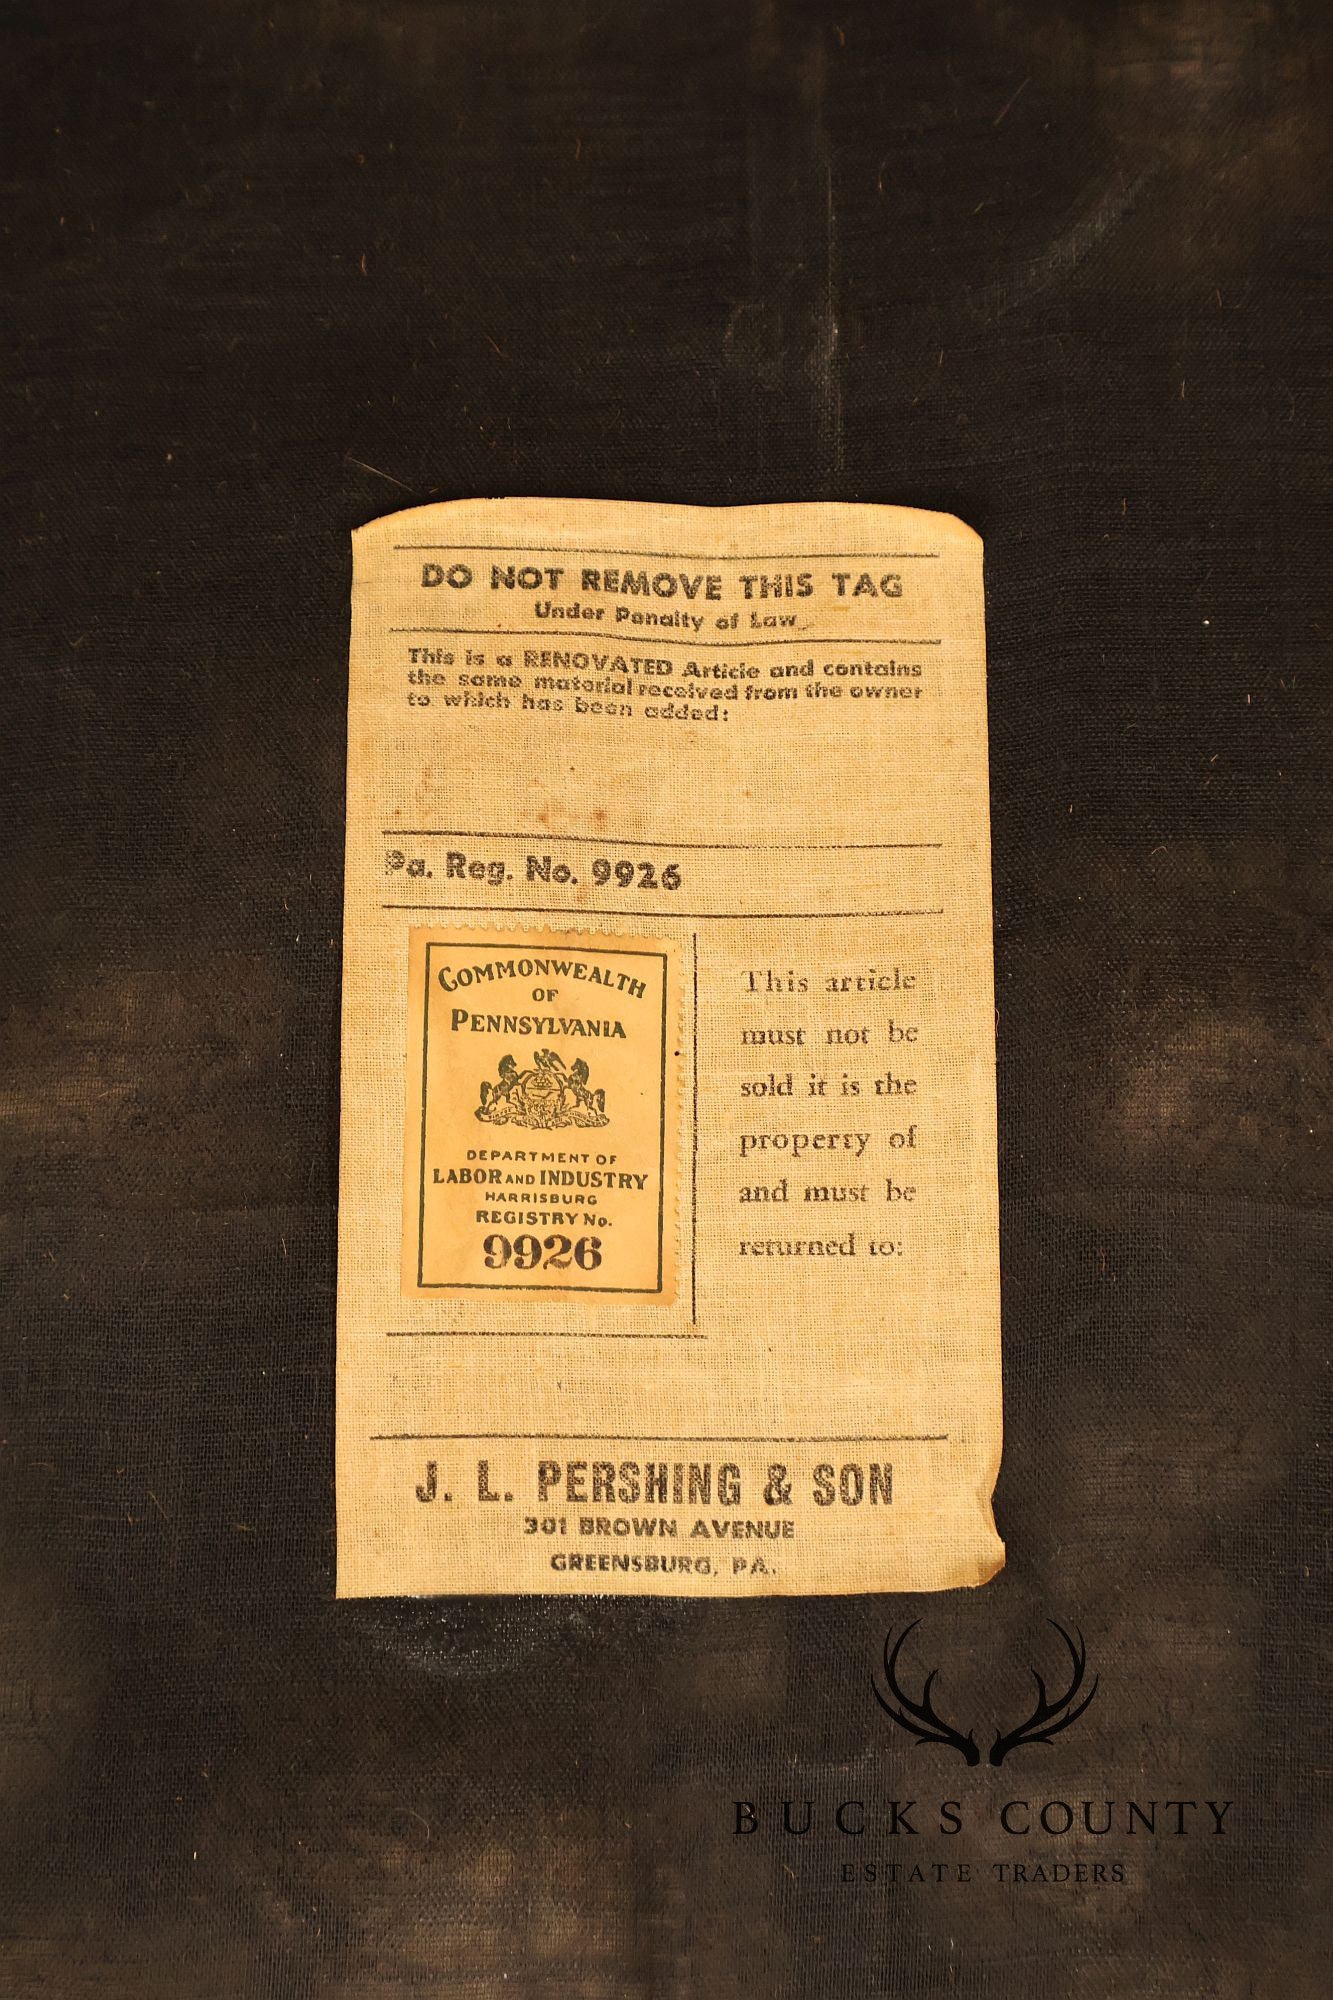 DO NOT REMOVE THIS TAG
Under Penalty of Law
This is a RENOVATED Article and contains
the same material received from the owner
to which has been added:
Pa. Reg. No. 9926
COMMONWEALTH
OF
PENNSYLVANIA
DEPARTMENT OF
LABOR AND INDUSTRY
HARRISBURG
REGISTRY No.
9926
This article
must not be
sold it is the
property of
and must be
returned to:
J. L. PERSHING & SON
301 BROWN AVENUE
GREENSBURG, PA.
BUCKS COUNTY
ESTATE TRADERS